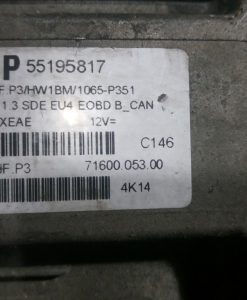 P 55195817
F P3/HW1BM/1065-P351
1.3 SDE EU4 EOBD B_CAN
XEAE 12V=
C146
F.P3 71600.053.00
4K14